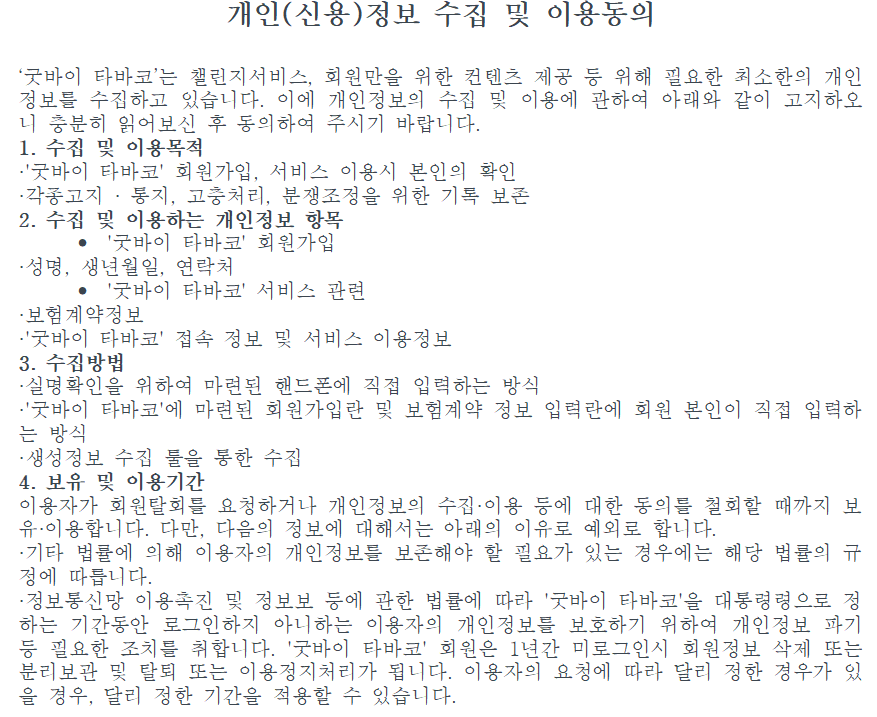 개인(신용)정보 수집 및 이용동의
‘굿바이 타바코’는 챌린지서비스, 회원만을 위한 컨텐츠 제공 등 위해 필요한 최소한의 개인
정보를 수집하고 있습니다. 이에 개인정보의 수집 및 이용에 관하여 아래와 같이 고지하오
니 충분히 읽어보신 후 동의하여 주시기 바랍니다.
1. 수집 및 이용목적
·'굿바이 타바코' 회원가입, 서비스 이용시 본인의 확인
·각종고지 · 통지, 고충처리, 분쟁조정을 위한 기록 보존
2. 수집 및 이용하는 개인정보 항목
● '굿바이 타바코' 회원가입
·성명, 생년월일, 연락처
● '굿바이 타바코' 서비스 관련
·보험계약정보
·'굿바이 타바코' 접속 정보 및 서비스 이용정보
3. 수집방법
·실명확인을 위하여 마련된 핸드폰에 직접 입력하는 방식
·'굿바이 타바코'에 마련된 회원가입란 및 보험계약 정보 입력란에 회원 본인이 직접 입력하
는 방식
·생성정보 수집 툴을 통한 수집
4. 보유 및 이용기간
이용자가 회원탈회를 요청하거나 개인정보의 수집·이용 등에 대한 동의를 철회할 때까지 보
유·이용합니다. 다만, 다음의 정보에 대해서는 아래의 이유로 예외로 합니다.
·기타 법률에 의해 이용자의 개인정보를 보존해야 할 필요가 있는 경우에는 해당 법률의 규
정에 따릅니다.
·정보통신망 이용촉진 및 정보보 등에 관한 법률에 따라 '굿바이 타바코'을 대통령령으로 정
하는 기간동안 로그인하지 아니하는 이용자의 개인정보를 보호하기 위하여 개인정보 파기
등 필요한 조치를 취합니다. '굿바이 타바코' 회원은 1년간 미로그인시 회원정보 삭제 또는
분리보관 및 탈퇴 또는 이용정지처리가 됩니다. 이용자의 요청에 따라 달리 정한 경우가 있
을 경우, 달리 정한 기간을 적용할 수 있습니다.